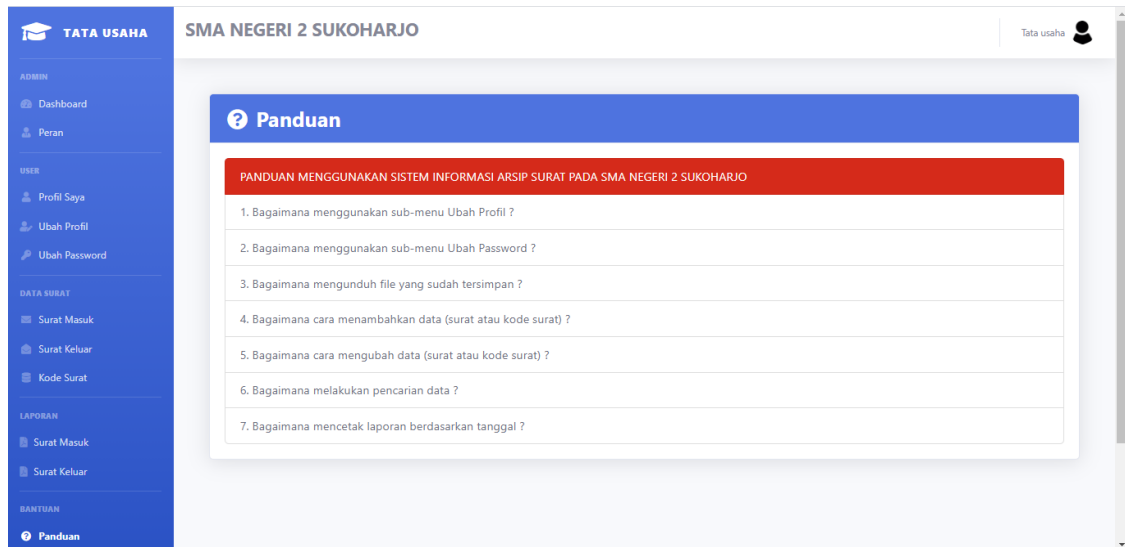 TATA USAHA
SMA NEGERI 2 SUKOHARJO
Tata usaha
ADMIN
Dashboard
Peran
USER
Profil Saya
Ubah Profil
Ubah Password
DATA SURAT
Surat Masuk
Surat Keluar
Kode Surat
LAPORAN
Surat Masuk
Surat Keluar
BANTUAN
Panduan
Panduan
PANDUAN MENGGUNAKAN SISTEM INFORMASI ARSIP SURAT PADA SMA NEGERI 2 SUKOHARJO
1. Bagaimana menggunakan sub-menu Ubah Profil ?
2. Bagaimana menggunakan sub-menu Ubah Password ?
3. Bagaimana mengunduh file yang sudah tersimpan ?
4. Bagaimana cara menambahkan data (surat atau kode surat) ?
5. Bagaimana cara mengubah data (surat atau kode surat) ?
6. Bagaimana melakukan pencarian data ?
7. Bagaimana mencetak laporan berdasarkan tanggal ?